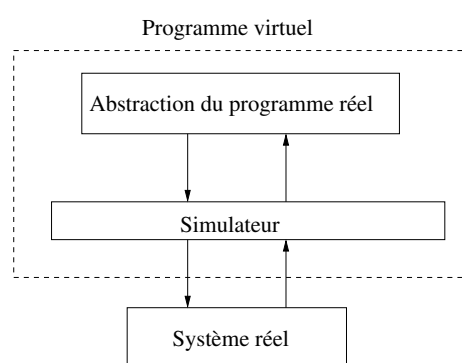 Programme virtuel
Abstraction du programme réel
Simulateur
Système réel